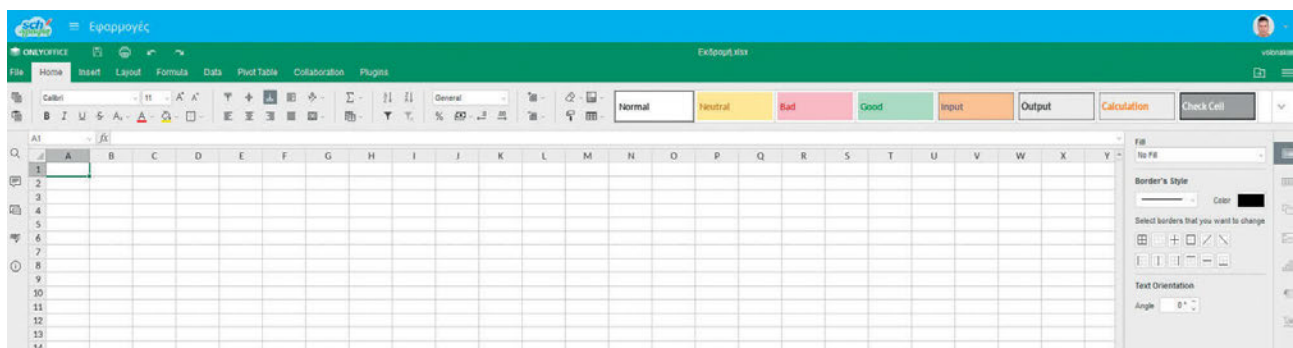 sch Εφαρμογές
ONLYOFFICE Εκδρομή.xlsx
File Home Insert Layout Formula Data Pivot Table Collaboration Plugins
Calibri 11 General
Normal Neutral Bad Good Input Output Calculation Check Cell
A1 fx
A B C D E F G H I J K L M N O P Q R S T U V W X Y
1
2
3
4
5
6
7
8
9
10
11
12
13
14
Fill
No Fill
Border's Style
Color
Select borders that you want to change
Text Orientation
Angle 0°